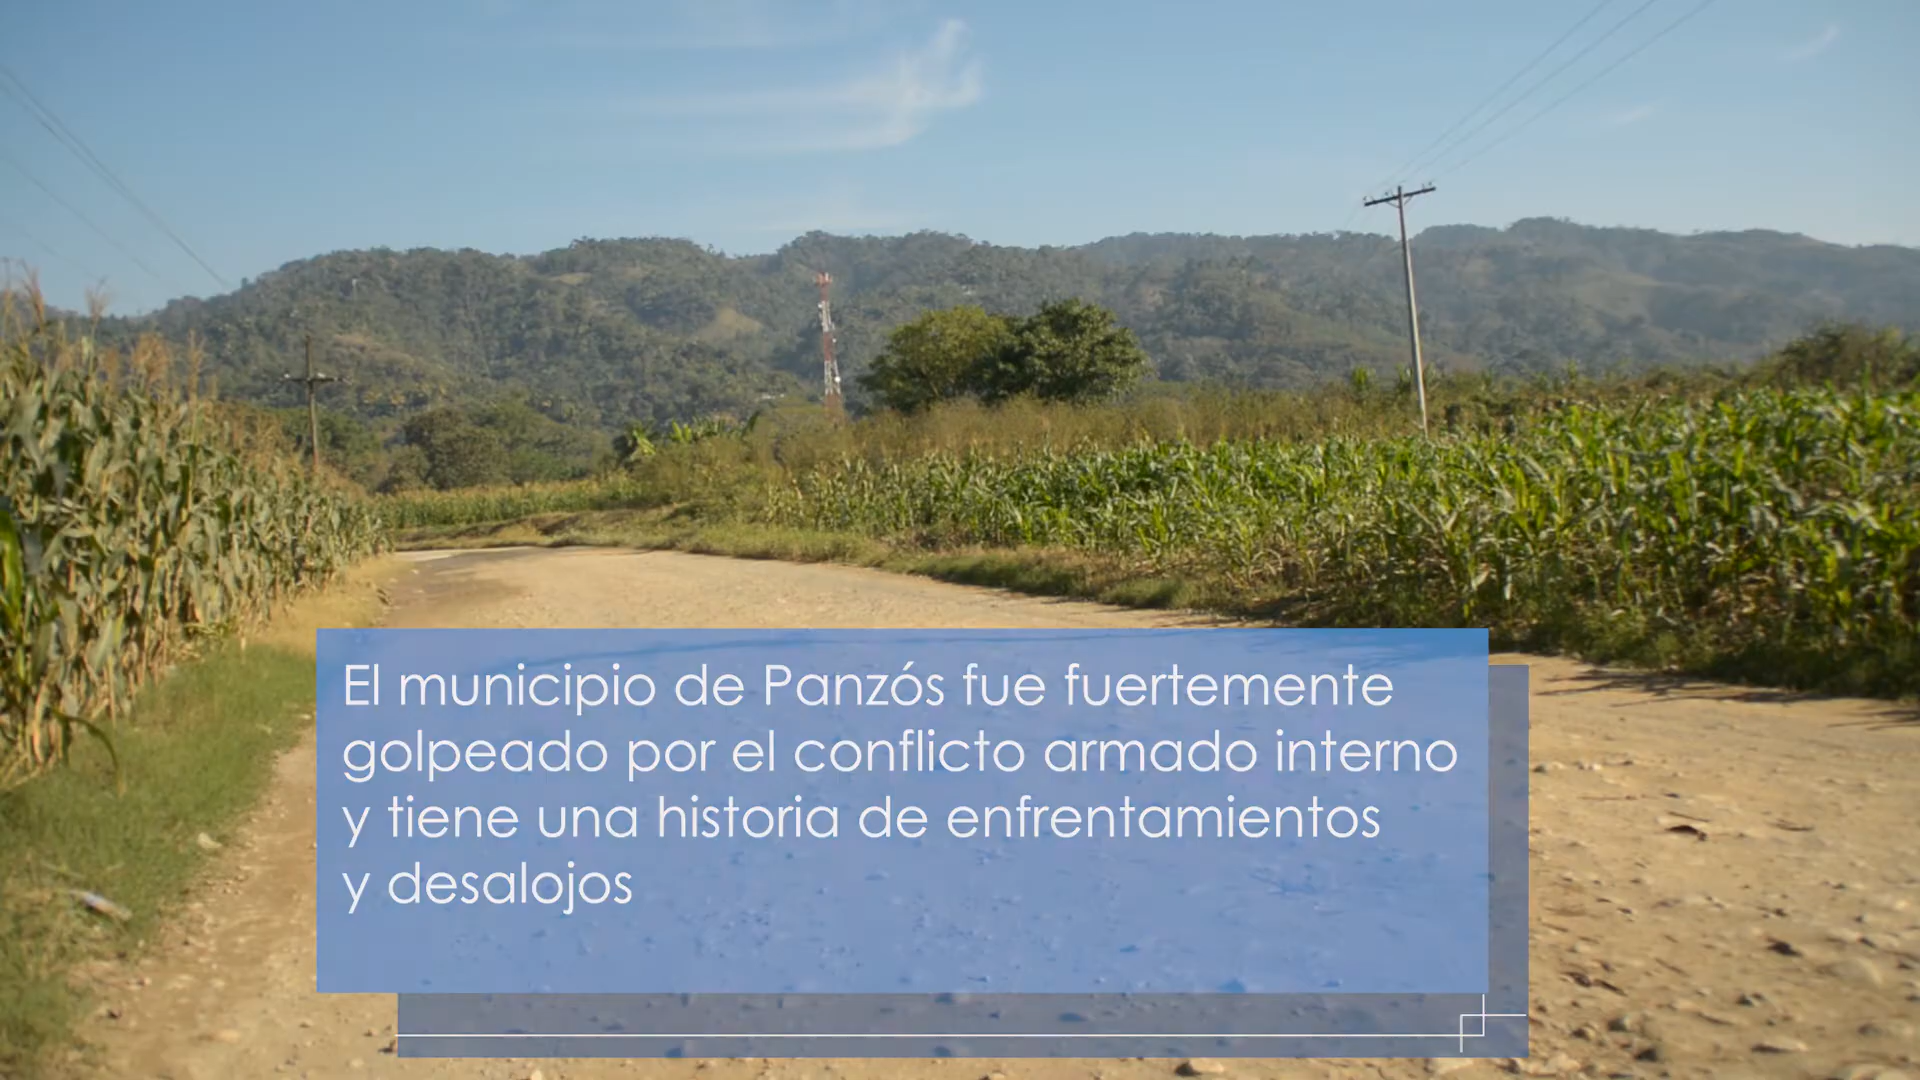 El municipio de Panzós fue fuertemente
golpeado por el conflicto armado interno
y tiene una historia de enfrentamientos
y desalojos